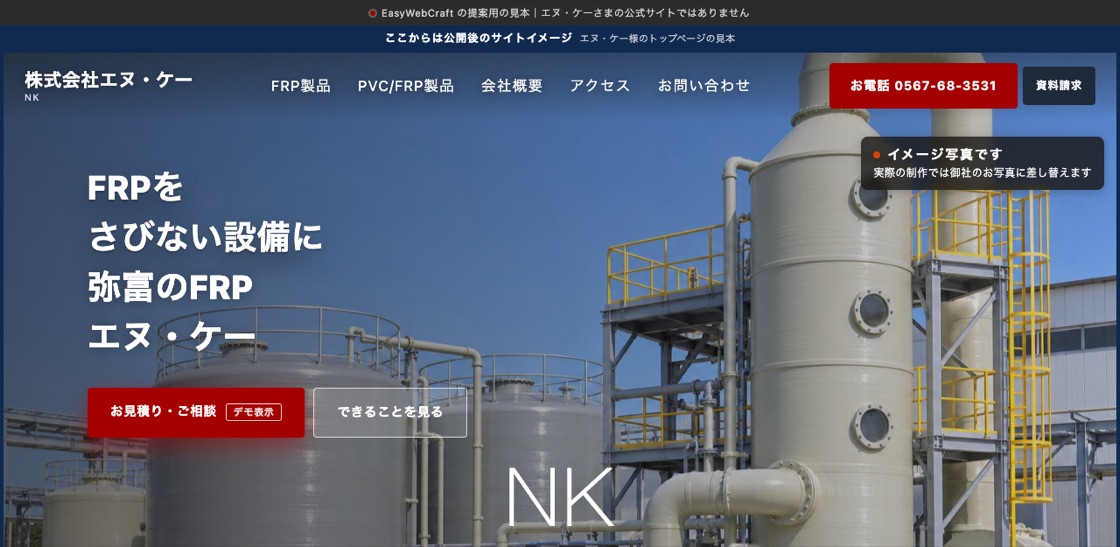 EasyWebCraft の提案用の見本｜エヌ・ケーさまの公式サイトではありません
ここからは公開後のサイトイメージ エヌ・ケー様のトップページの見本
株式会社エヌ・ケー
NK
FRP製品 PVC/FRP製品 会社概要 アクセス お問い合わせ
お電話 0567-68-3531 資料請求
イメージ写真です
実際の制作では御社のお写真に差し替えます
FRPを
さびない設備に
弥富のFRP
エヌ・ケー
お見積り・ご相談 デモ表示 できることを見る
NK